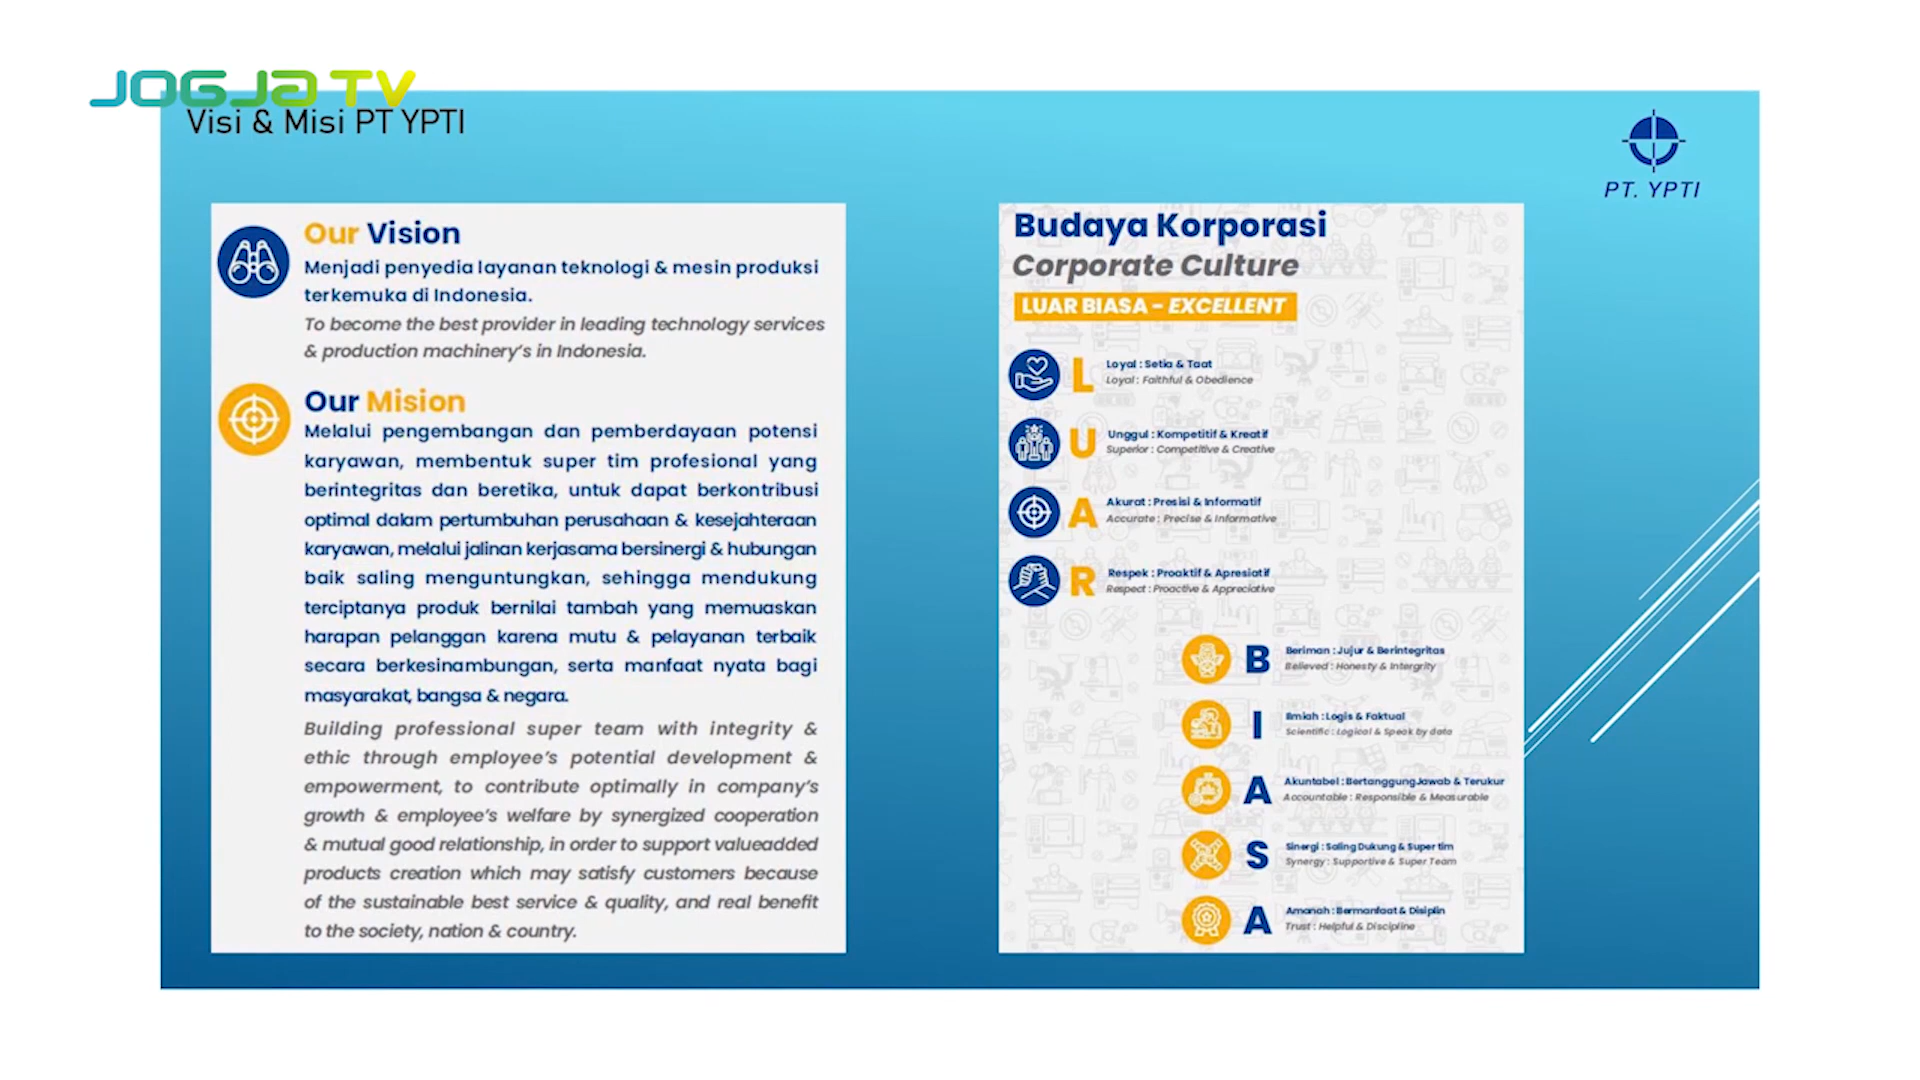 JOGJA TV
Visi & Misi PT YPTI
PT. YPTI
Our Vision
Menjadi penyedia layanan teknologi & mesin produksi
terkemuka di Indonesia.
To become the best provider in leading technology services
& production machinery's in Indonesia.
Our Mision
Melalui pengembangan dan pemberdayaan potensi
karyawan, membentuk super tim profesional yang
berintegritas dan beretika, untuk dapat berkontribusi
optimal dalam pertumbuhan perusahaan & kesejahteraan
karyawan, melalui jalinan kerjasama bersinergi & hubungan
baik saling menguntungkan, sehingga mendukung
terciptanya produk bernilai tambah yang memuaskan
harapan pelanggan karena mutu & pelayanan terbaik
secara berkesinambungan, serta manfaat nyata bagi
masyarakat, bangsa & negara.
Building professional super team with integrity &
ethic through employee's potential development &
empowerment, to contribute optimally in company's
growth & employee's welfare by synergized cooperation
& mutual good relationship, in order to support valueadded
products creation which may satisfy customers because
of the sustainable best service & quality, and real benefit
to the society, nation & country.
Budaya Korporasi
Corporate Culture
LUAR BIASA - EXCELLENT
L
Loyal : Setia & Taat
Loyal : Faithful & Obedience
U
Unggul : Kompetitif & Kreatif
Superior : Competitive & Creative
A
Akurat : Presisi & Informatif
Accurate : Precise & Informative
R
Respek : Proaktif & Apresiatif
Respect : Proactive & Appreciative
B
Beriman : Jujur & Berintegritas
Believed : Honesty & Intergrity
I
Ilmiah : Logis & Faktual
Scientific : Logical & Speak by data
A
Akuntabel : BertanggungJawab & Terukur
Accountable : Responsible & Measurable
S
Sinergi : Saling Dukung & Super tim
Synergy : Supportive & Super Team
A
Amanah : Bermanfaat & Disiplin
Trust : Helpful & Discipline